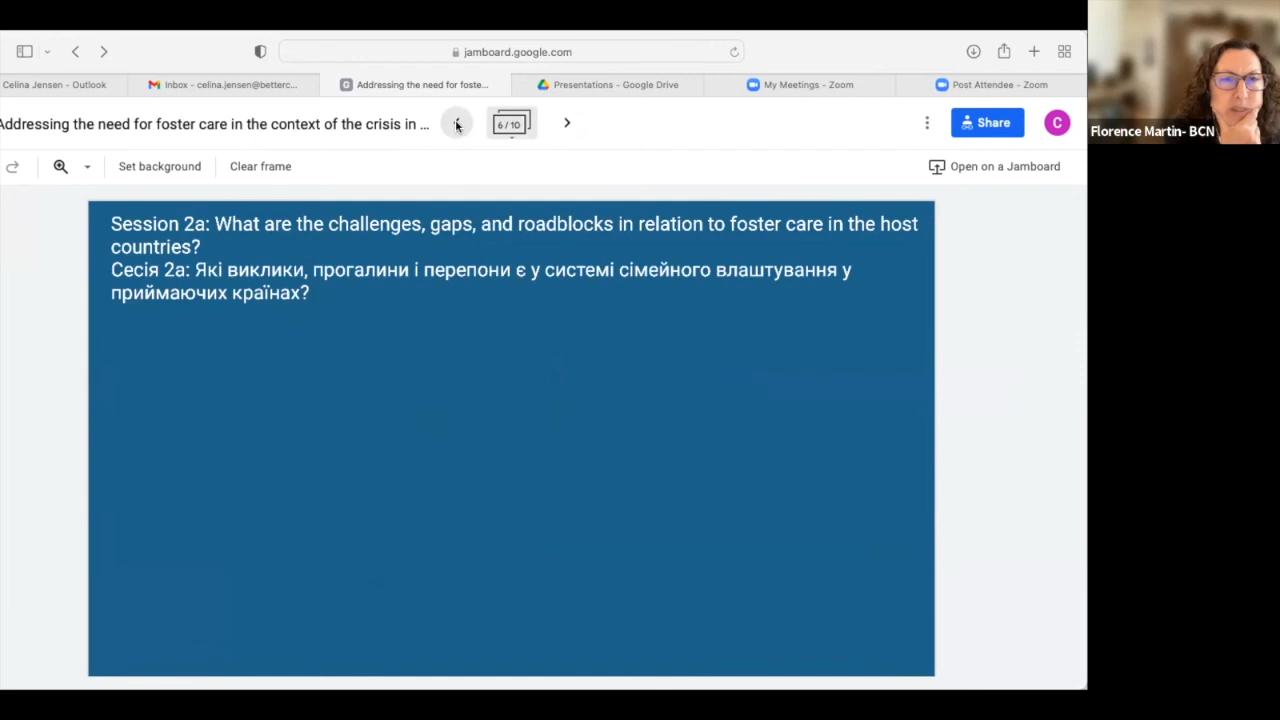 jamboard.google.com
Celina Jensen - Outlook
Inbox - celina.jensen@betterc...
Addressing the need for foste...
Presentations - Google Drive
My Meetings - Zoom
Post Attendee - Zoom
Addressing the need for foster care in the context of the crisis in ...
6 / 10
Share
C
Florence Martin- BCN
Set background
Clear frame
Open on a Jamboard
Session 2a: What are the challenges, gaps, and roadblocks in relation to foster care in the host
countries?
Сесія 2а: Які виклики, прогалини і перепони є у системі сімейного влаштування у
приймаючих країнах?